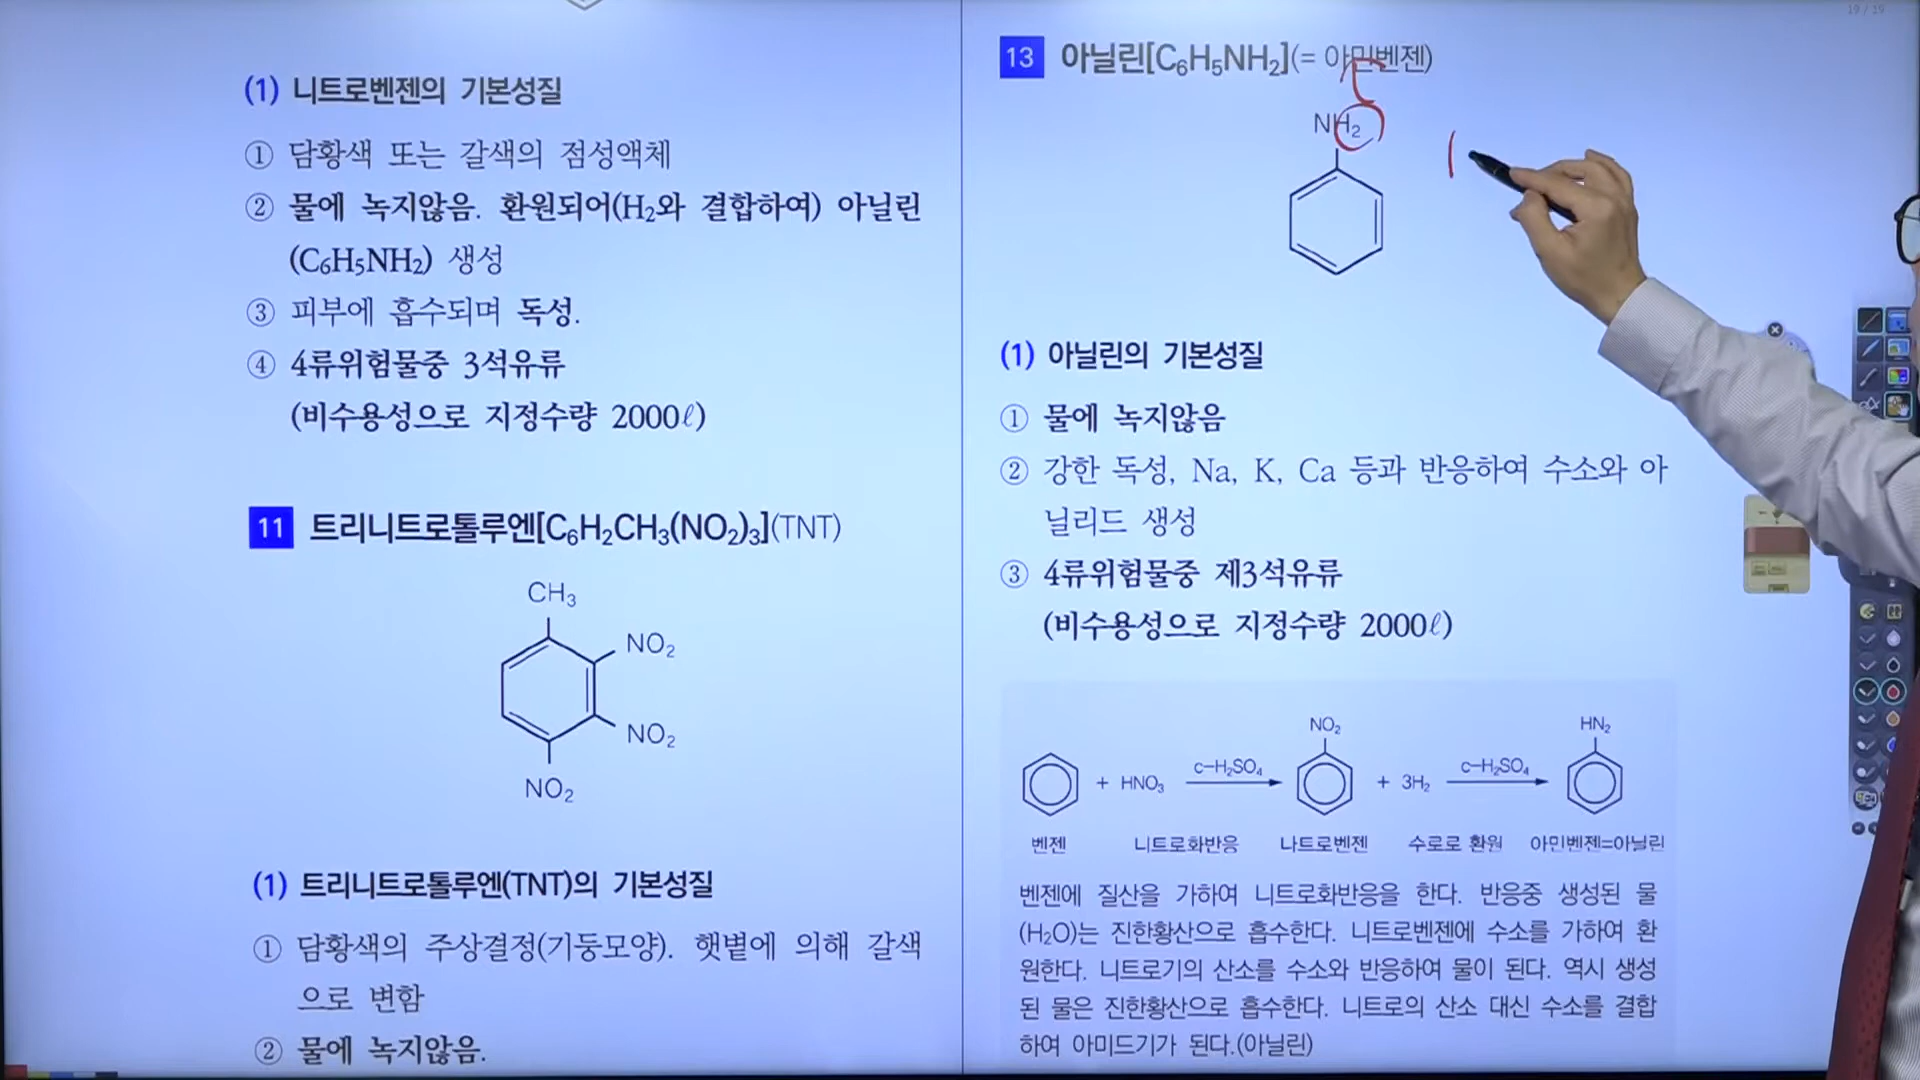 19 / 19
(1) 니트로벤젠의 기본성질
① 담황색 또는 갈색의 점성액체
② 물에 녹지않음. 환원되어(H₂와 결합하여) 아닐린
(C₆H₅NH₂) 생성
③ 피부에 흡수되며 독성.
④ 4류위험물중 3석유류
(비수용성으로 지정수량 2000ℓ)
11 트리니트로톨루엔[C₆H₂CH₃(NO₂)₃](TNT)
CH₃
NO₂
NO₂
NO₂
(1) 트리니트로톨루엔(TNT)의 기본성질
① 담황색의 주상결정(기둥모양). 햇볕에 의해 갈색
으로 변함
② 물에 녹지않음.
13 아닐린[C₆H₅NH₂](= 아민벤젠)
NH₂
(1) 아닐린의 기본성질
① 물에 녹지않음
② 강한 독성, Na, K, Ca 등과 반응하여 수소와 아
닐리드 생성
③ 4류위험물중 제3석유류
(비수용성으로 지정수량 2000ℓ)
NO₂ HN₂
+ HNO₃ c-H₂SO₄ + 3H₂ c-H₂SO₄
벤젠 니트로화반응 나트로벤젠 수로로 환원 아민벤젠=아닐린
벤젠에 질산을 가하여 니트로화반응을 한다. 반응중 생성된 물
(H₂O)는 진한황산으로 흡수한다. 니트로벤젠에 수소를 가하여 환
원한다. 니트로기의 산소를 수소와 반응하여 물이 된다. 역시 생성
된 물은 진한황산으로 흡수한다. 니트로의 산소 대신 수소를 결합
하여 아미드기가 된다.(아닐린)